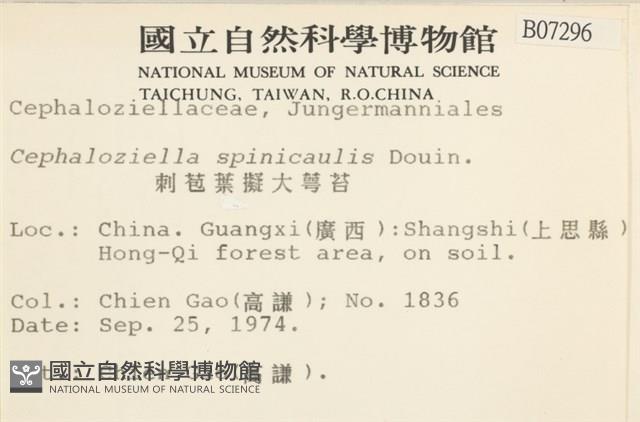 國立自然科學博物館
B07296
NATIONAL MUSEUM OF NATURAL SCIENCE
TAICHUNG, TAIWAN, R.O.CHINA
Cephaloziellaceae, Jungermanniales
Cephaloziella spinicaulis Douin.
刺苞葉擬大萼苔
Loc.: China. Guangxi(廣西):Shangshi(上思縣)
Hong-Qi forest area, on soil.
Col.: Chien Gao(高謙); No. 1836
Date: Sep. 25, 1974.
高謙).
國立自然科學博物館
NATIONAL MUSEUM OF NATURAL SCIENCE